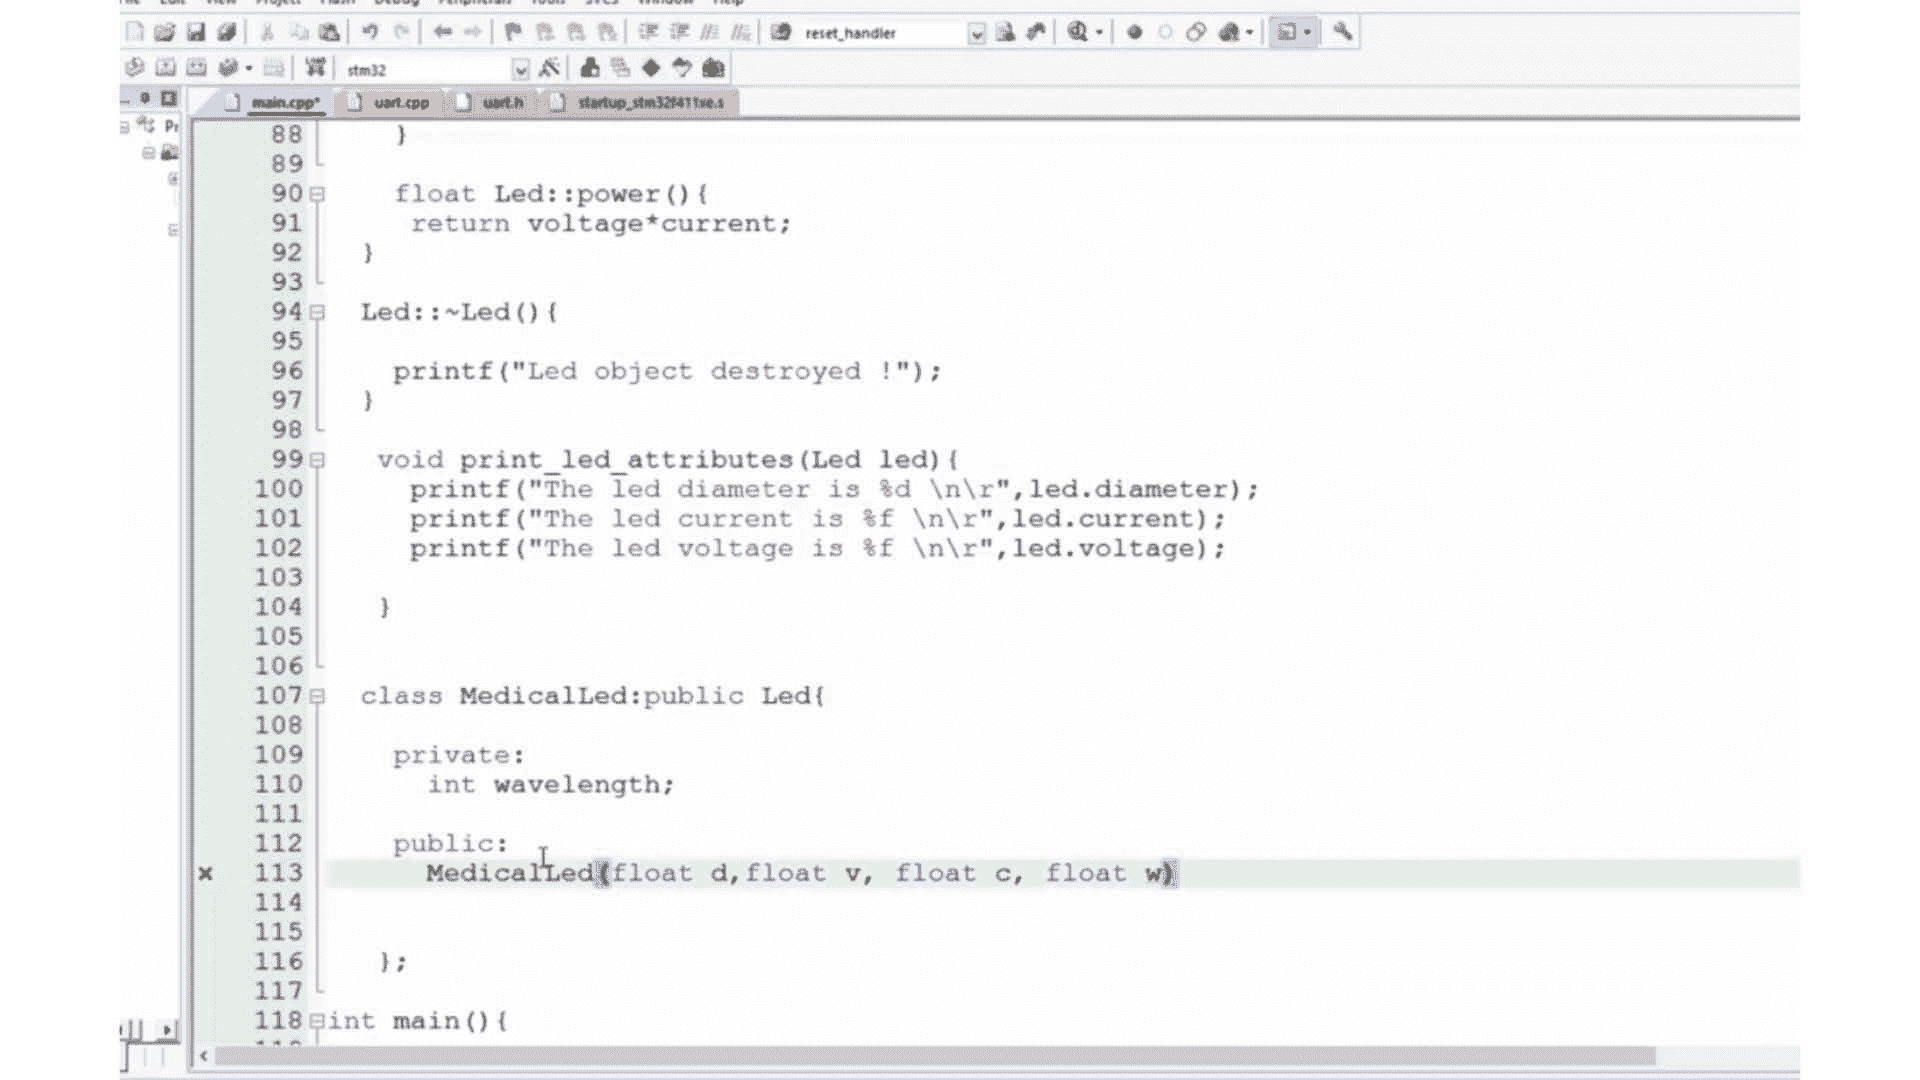 reset_handler
stm32
main.cpp* uart.cpp uart.h startup_stm32f411xe.s
Pr
88 }
89
90 float Led::power(){
91 return voltage*current;
92 }
93
94 Led::~Led(){
95
96 printf("Led object destroyed !");
97 }
98
99 void print_led_attributes(Led led){
100 printf("The led diameter is %d \n\r",led.diameter);
101 printf("The led current is %f \n\r",led.current);
102 printf("The led voltage is %f \n\r",led.voltage);
103
104 }
105
106
107 class MedicalLed:public Led{
108
109 private:
110 int wavelength;
111
112 public:
113 MedicalLed(float d,float v, float c, float w)
114
115
116 };
117
118 int main(){